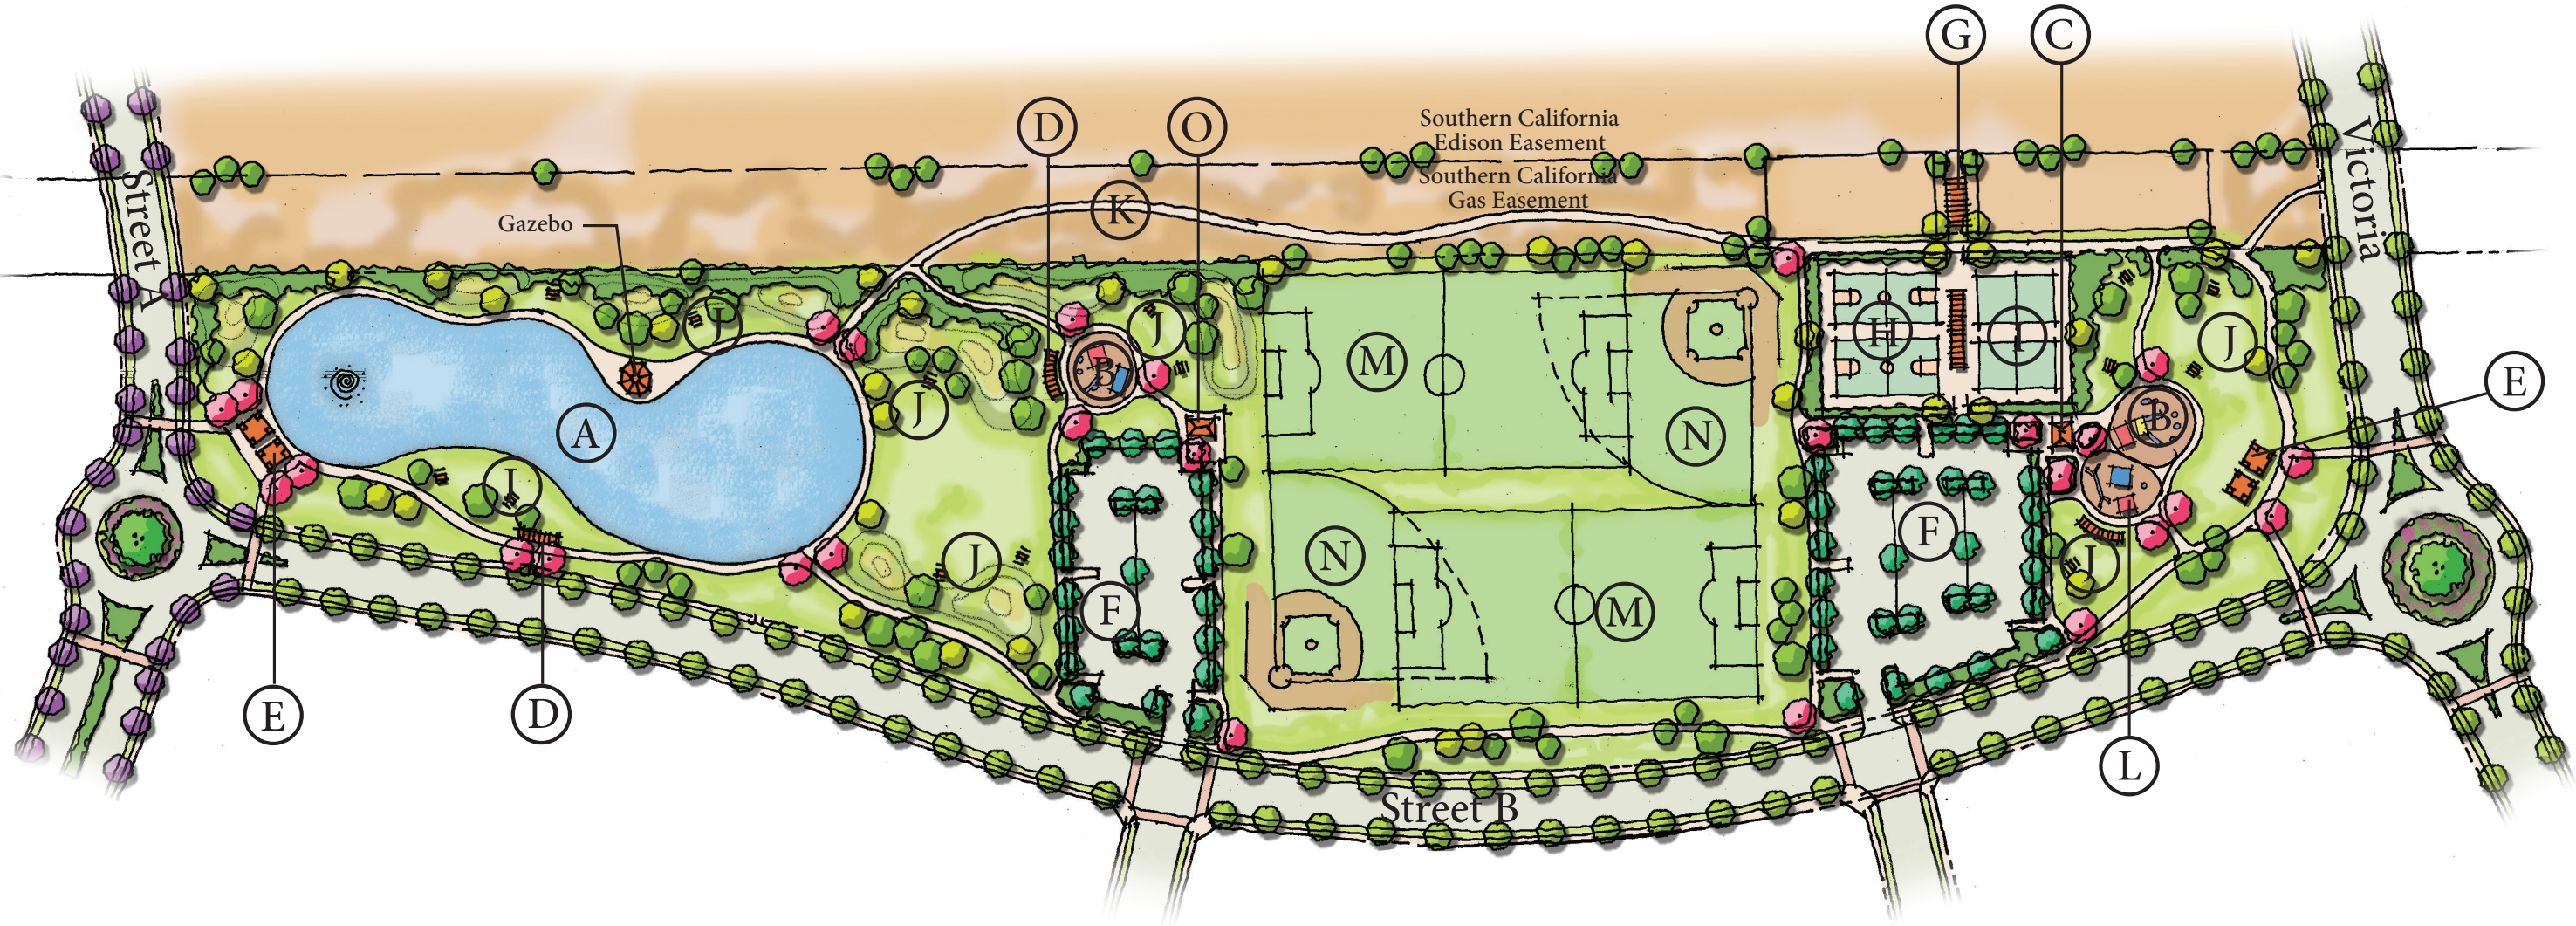 G
C
D
O
Southern California
Edison Easement
Southern California
Gas Easement
Victoria
Street A
K
Gazebo
J
J
H
I
J
M
B
E
J
B
A
N
J
F
J
N
J
F
M
E
D
L
Street B